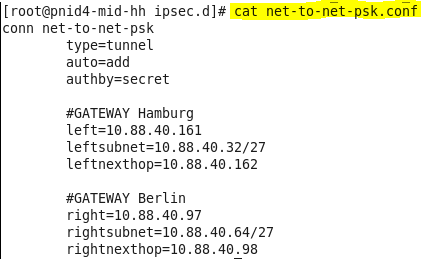 [root@pnid4-mid-hh ipsec.d]# cat net-to-net-psk.conf
conn net-to-net-psk
type=tunnel
auto=add
authby=secret
#GATEWAY Hamburg
left=10.88.40.161
leftsubnet=10.88.40.32/27
leftnexthop=10.88.40.162
#GATEWAY Berlin
right=10.88.40.97
rightsubnet=10.88.40.64/27
rightnexthop=10.88.40.98